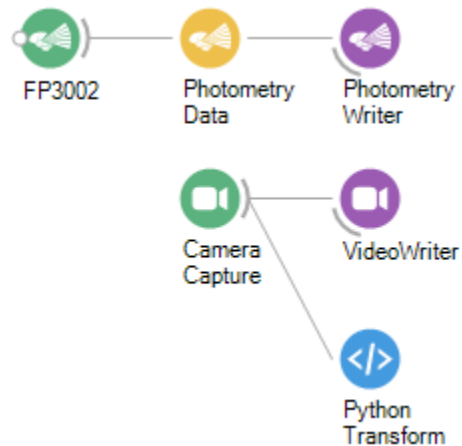 FP3002
Photometry
Data
Photometry
Writer
Camera
Capture
VideoWriter
</>
Python
Transform